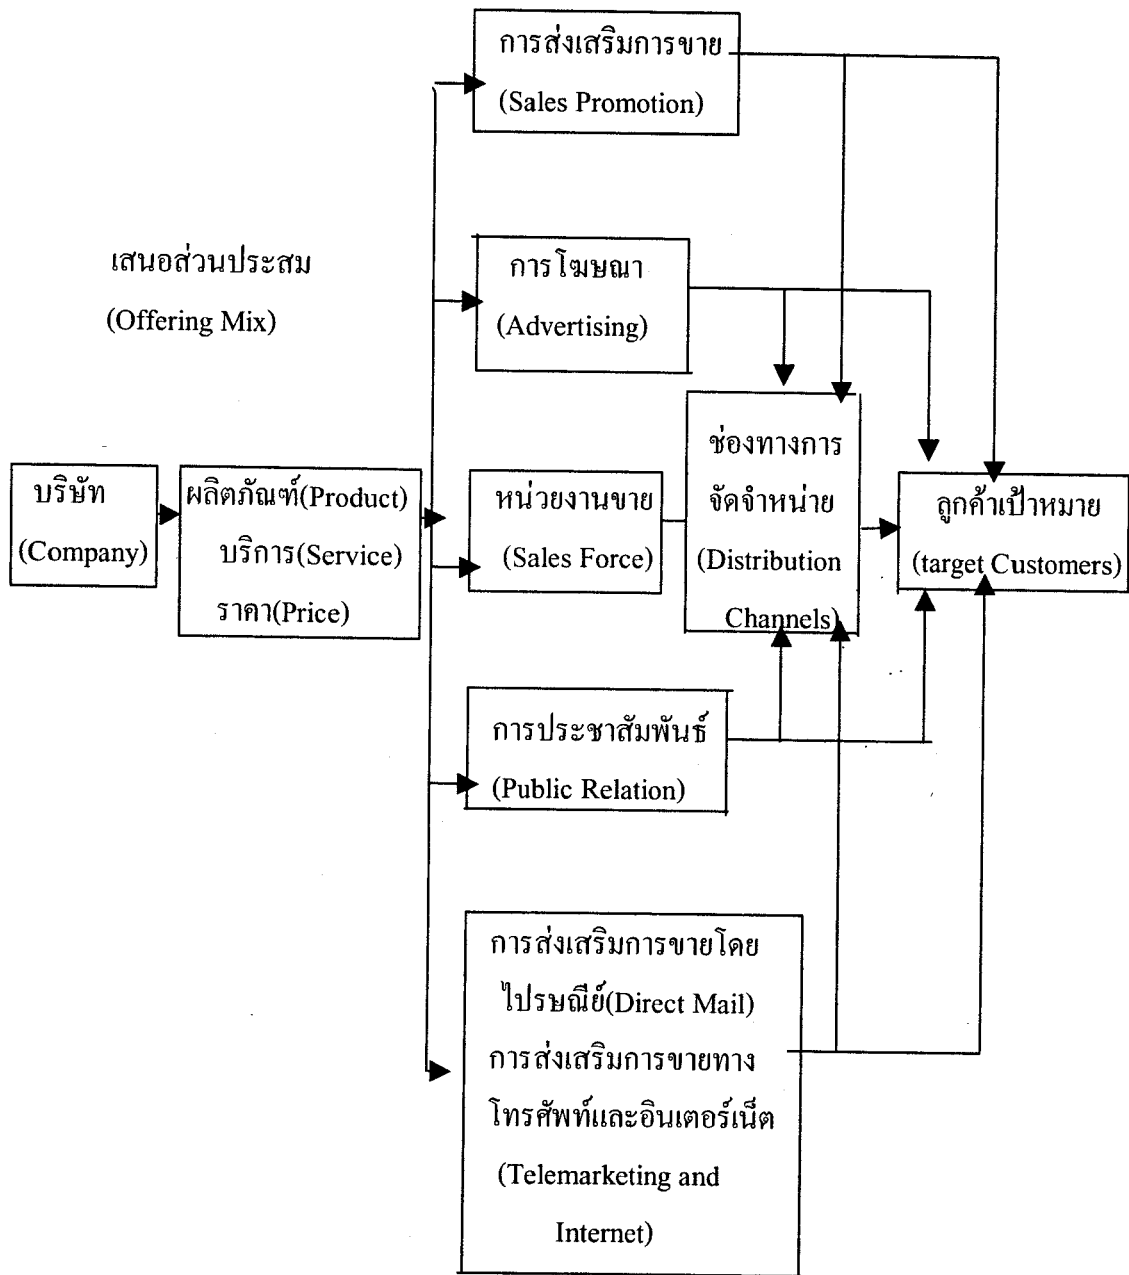 การส่งเสริมการขาย
(Sales Promotion)
เสนอส่วนประสม
(Offering Mix)
การโฆษณา
(Advertising)
บริษัท
(Company)
ผลิตภัณฑ์(Product)
บริการ(Service)
ราคา(Price)
หน่วยงานขาย
(Sales Force)
ช่องทางการ
จัดจำหน่าย
(Distribution
Channels)
ลูกค้าเป้าหมาย
(target Customers)
การประชาสัมพันธ์
(Public Relation)
การส่งเสริมการขายโดย
ไปรษณีย์(Direct Mail)
การส่งเสริมการขายทาง
โทรศัพท์และอินเตอร์เน็ต
(Telemarketing and
Internet)